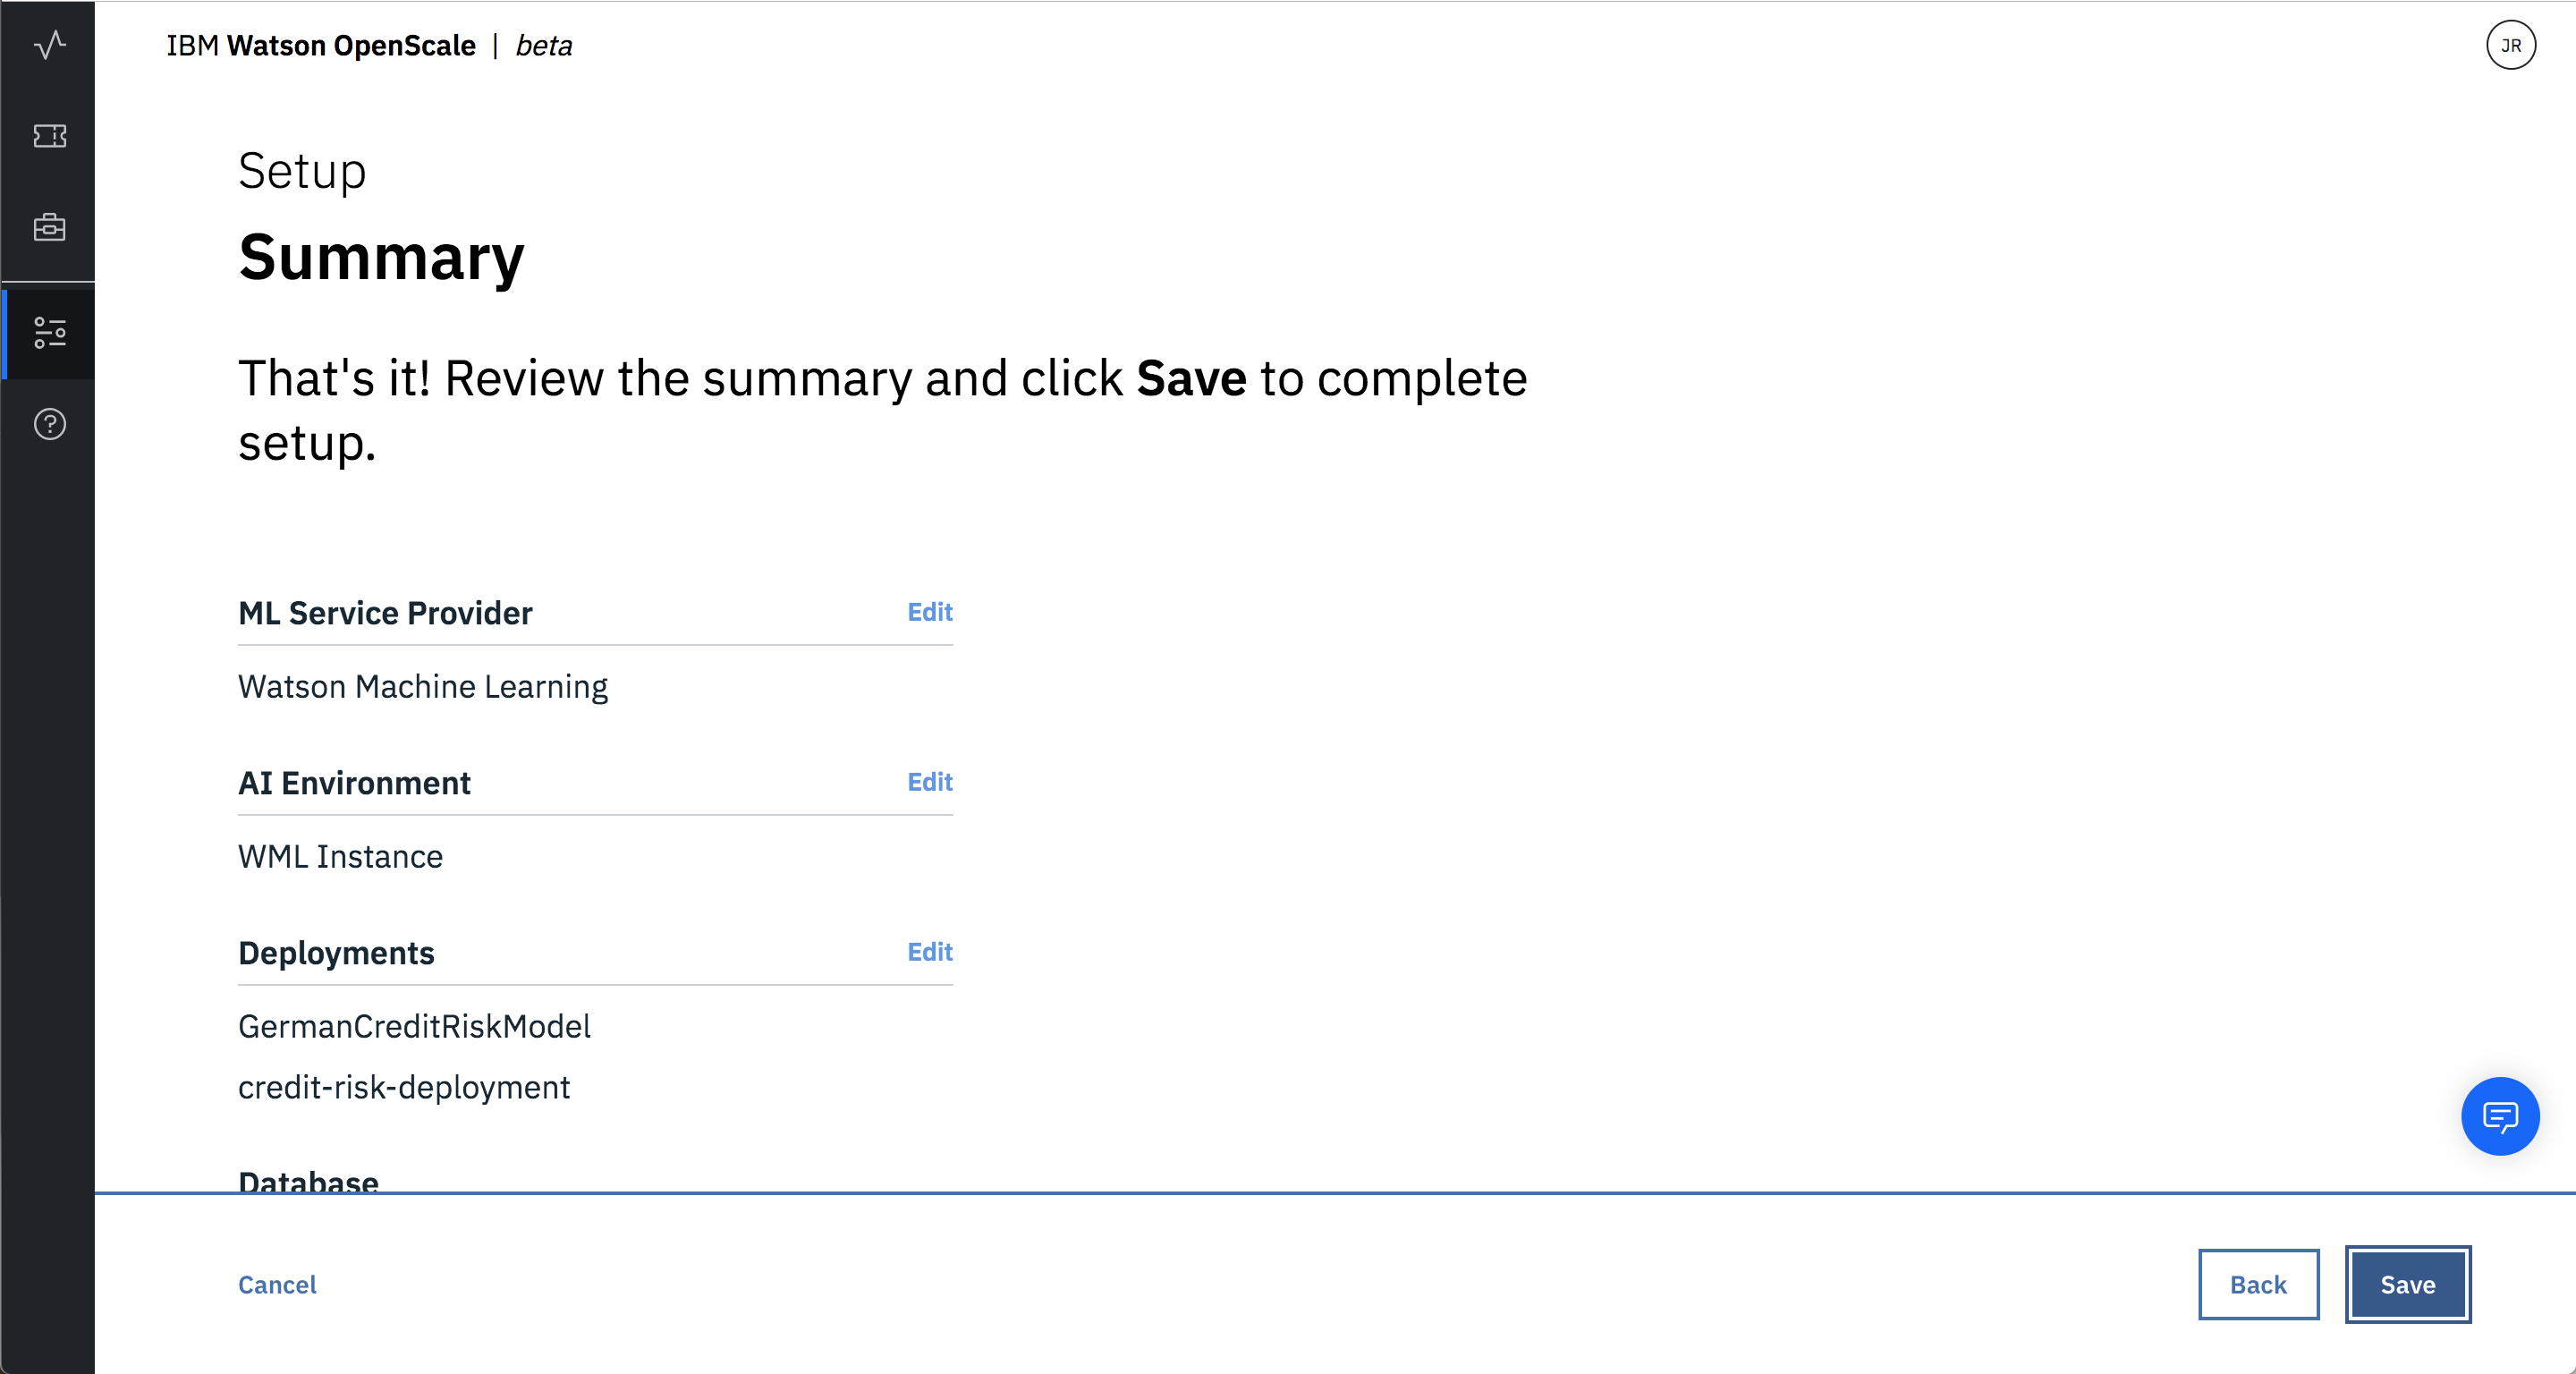 IBM Watson OpenScale | beta
JR
Setup
Summary
That's it! Review the summary and click Save to complete
setup.
ML Service Provider Edit
Watson Machine Learning
AI Environment Edit
WML Instance
Deployments Edit
GermanCreditRiskModel
credit-risk-deployment
Database
Cancel Back Save